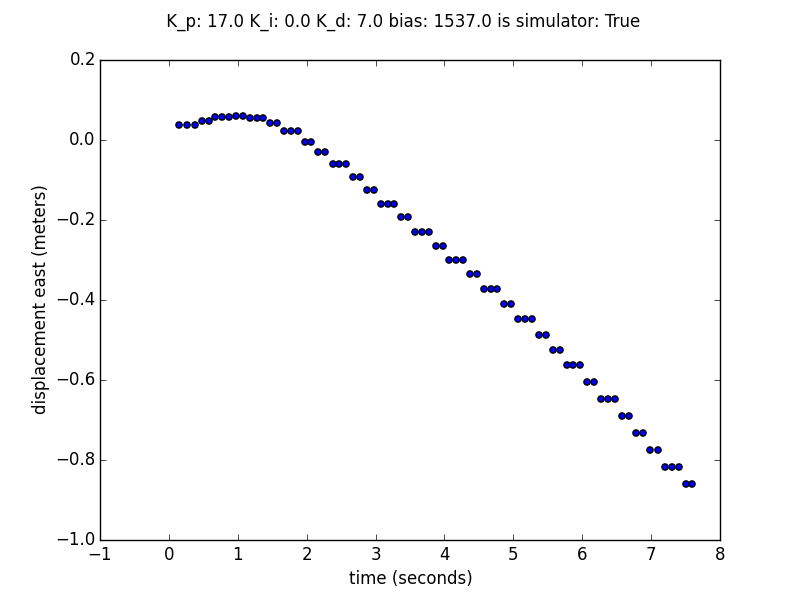 K_p: 17.0 K_i: 0.0 K_d: 7.0 bias: 1537.0 is simulator: True
0.2
0.0
−0.2
−0.4
−0.6
−0.8
−1.0
displacement east (meters)
−1 0 1 2 3 4 5 6 7 8
time (seconds)